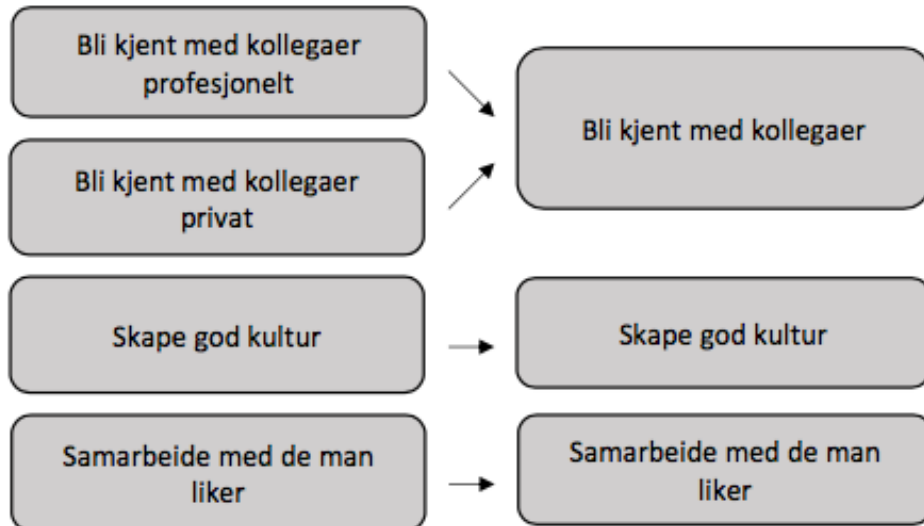 Bli kjent med kollegaer
profesjonelt
Bli kjent med kollegaer
Bli kjent med kollegaer
privat
Skape god kultur
Skape god kultur
Samarbeide med de man
liker
Samarbeide med de man
liker